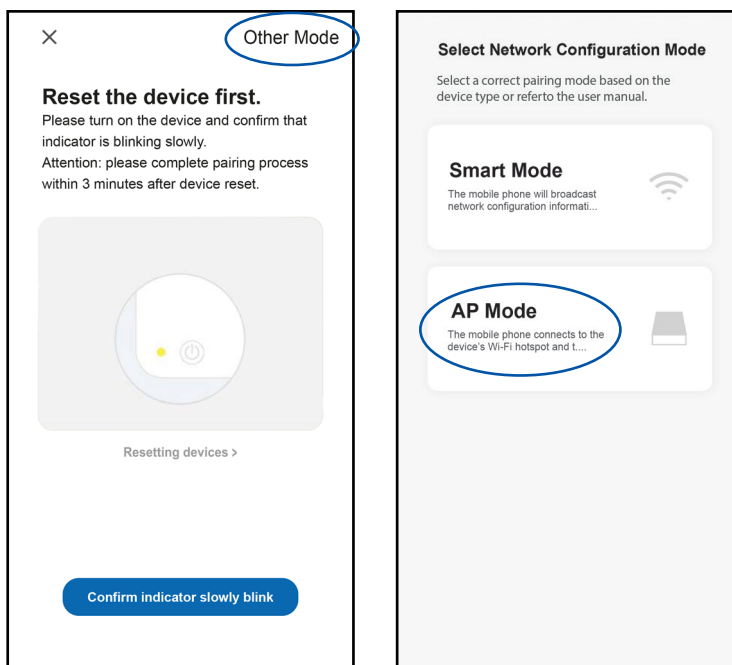 Other Mode
Reset the device first.
Please turn on the device and confirm that
indicator is blinking slowly.
Attention: please complete pairing process
within 3 minutes after device reset.
Resetting devices >
Confirm indicator slowly blink
Select Network Configuration Mode
Select a correct pairing mode based on the
device type or referto the user manual.
Smart Mode
The mobile phone will broadcast
network configuration informati...
AP Mode
The mobile phone connects to the
device's Wi-Fi hotspot and t....